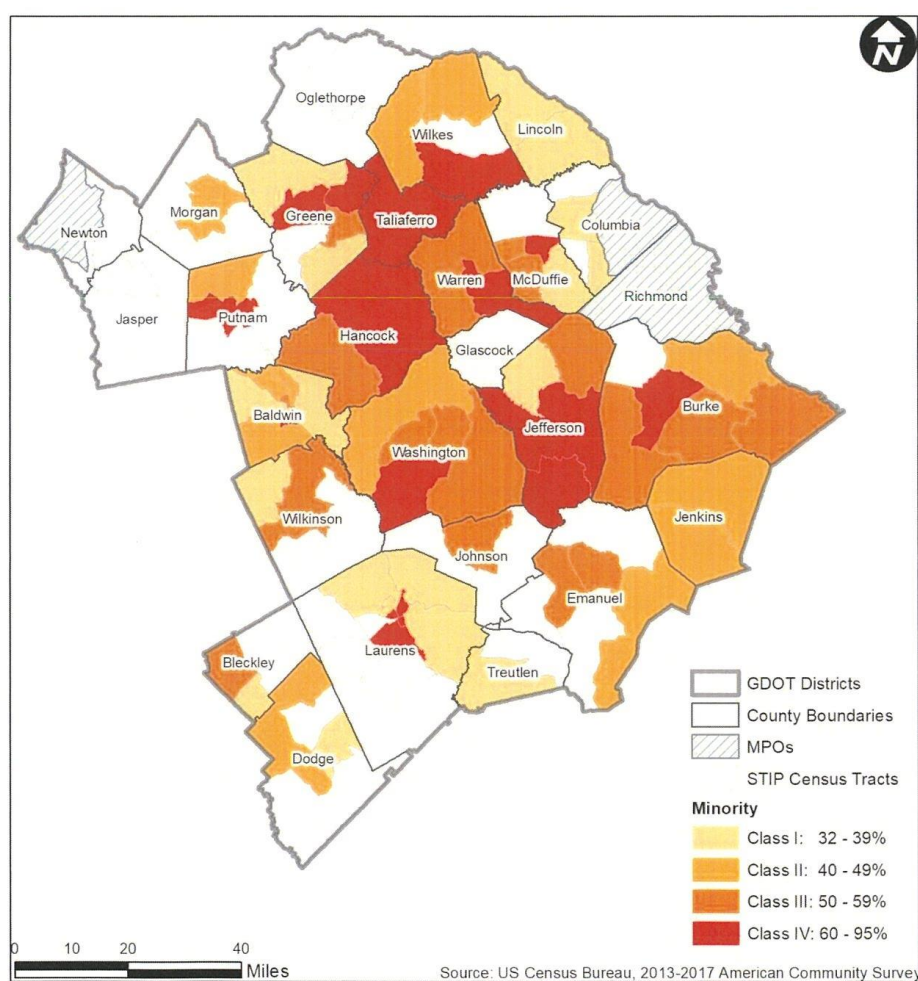 N
Oglethorpe
Wilkes
Lincoln
Newton
Morgan
Greene
Taliaferro
Columbia
Warren
McDuffie
Richmond
Jasper
Putnam
Hancock
Glascock
Baldwin
Washington
Jefferson
Burke
Wilkinson
Johnson
Jenkins
Emanuel
Bleckley
Laurens
Treutlen
Dodge
GDOT Districts
County Boundaries
MPOs
STIP Census Tracts
Minority
Class I: 32 - 39%
Class II: 40 - 49%
Class III: 50 - 59%
Class IV: 60 - 95%
0 10 20 40
Miles
Source: US Census Bureau, 2013-2017 American Community Survey